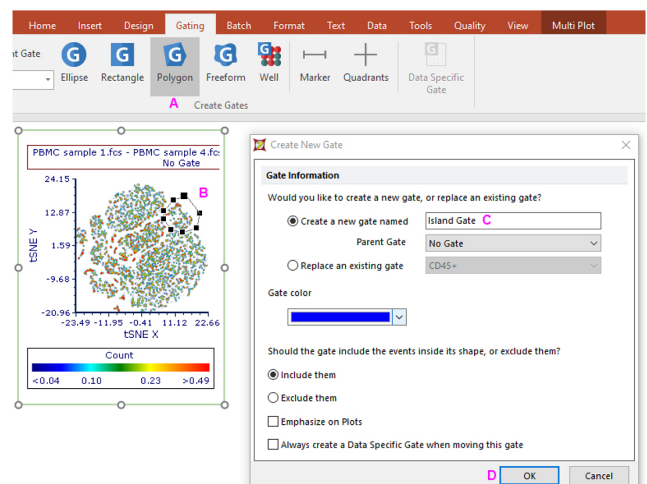 Home Insert Design Gating Batch Format Text Data Tools Quality View Multi Plot
nt Gate
Ellipse Rectangle Polygon Freeform Well Marker Quadrants Data Specific
Gate
A Create Gates
PBMC sample 1.fcs - PBMC sample 4.fc
No Gate
24.15
12.87
1.59
-9.68
-20.96
tSNE Y
B
-23.49 -11.95 -0.41 11.12 22.66
tSNE X
Count
<0.04 0.10 0.23 >0.49
Create New Gate
Gate Information
Would you like to create a new gate, or replace an existing gate?
Create a new gate named Island Gate C
Parent Gate No Gate
Replace an existing gate CD45+
Gate color
Should the gate include the events inside its shape, or exclude them?
Include them
Exclude them
Emphasize on Plots
Always create a Data Specific Gate when moving this gate
D OK Cancel